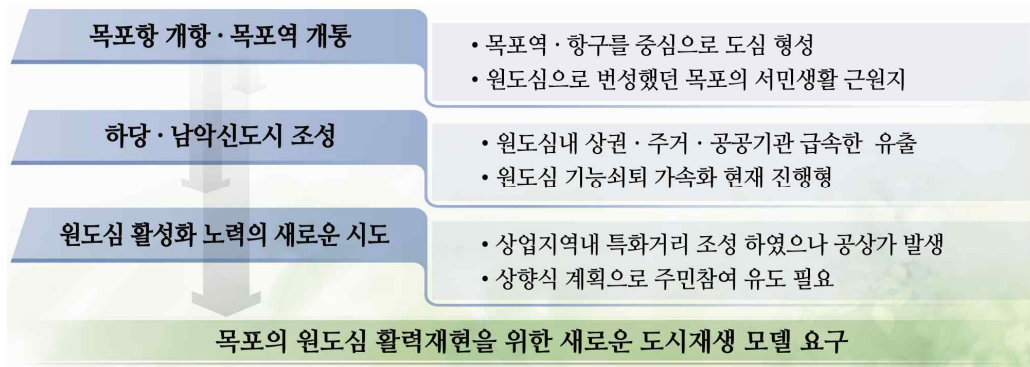 목포항 개항·목포역 개통
• 목포역·항구를 중심으로 도심 형성
• 원도심으로 번성했던 목포의 서민생활 근원지
하당·남악신도시 조성
• 원도심내 상권·주거·공공기관 급속한 유출
• 원도심 기능쇠퇴 가속화 현재 진행형
원도심 활성화 노력의 새로운 시도
• 상업지역내 특화거리 조성 하였으나 공상가 발생
• 상향식 계획으로 주민참여 유도 필요
목포의 원도심 활력재현을 위한 새로운 도시재생 모델 요구